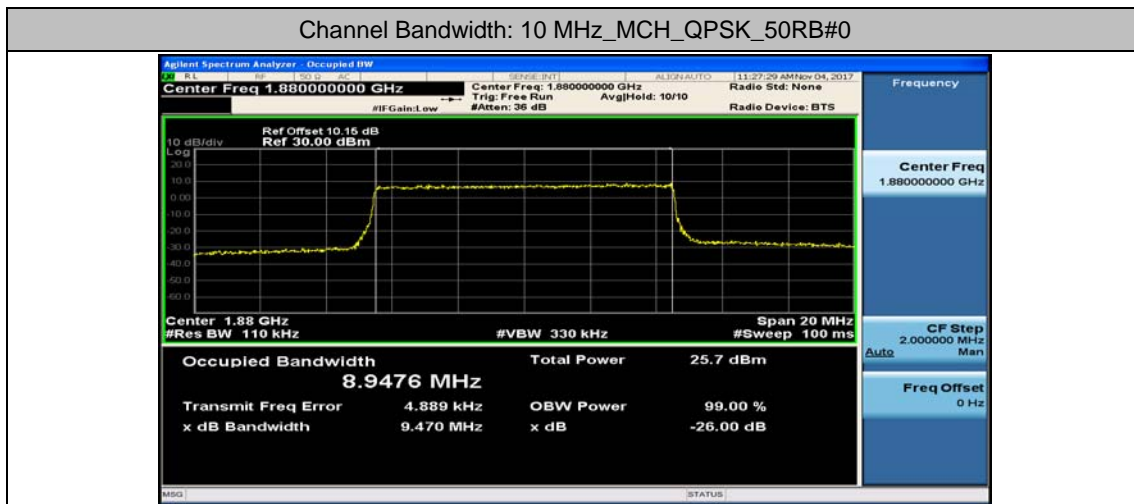 Channel Bandwidth: 10 MHz_MCH_QPSK_50RB#0
Agilent Spectrum Analyzer - Occupied BW
RL RF 50 Ω AC SENSE:INT ALIGN AUTO 11:27:29 AM Nov 04, 2017
Center Freq 1.880000000 GHz Center Freq: 1.880000000 GHz Radio Std: None
Trig: Free Run Avg|Hold: 10/10
#IFGain:Low #Atten: 36 dB Radio Device: BTS
Ref Offset 10.15 dB
10 dB/div Ref 30.00 dBm
Log
20.0
10.0
0.00
-10.0
-20.0
-30.0
-40.0
-50.0
-60.0
Center 1.88 GHz Span 20 MHz
#Res BW 110 kHz #VBW 330 kHz #Sweep 100 ms
Occupied Bandwidth Total Power 25.7 dBm
8.9476 MHz
Transmit Freq Error 4.889 kHz OBW Power 99.00 %
x dB Bandwidth 9.470 MHz x dB -26.00 dB
MSG STATUS
Frequency
Center Freq
1.880000000 GHz
CF Step
2.000000 MHz
Auto Man
Freq Offset
0 Hz